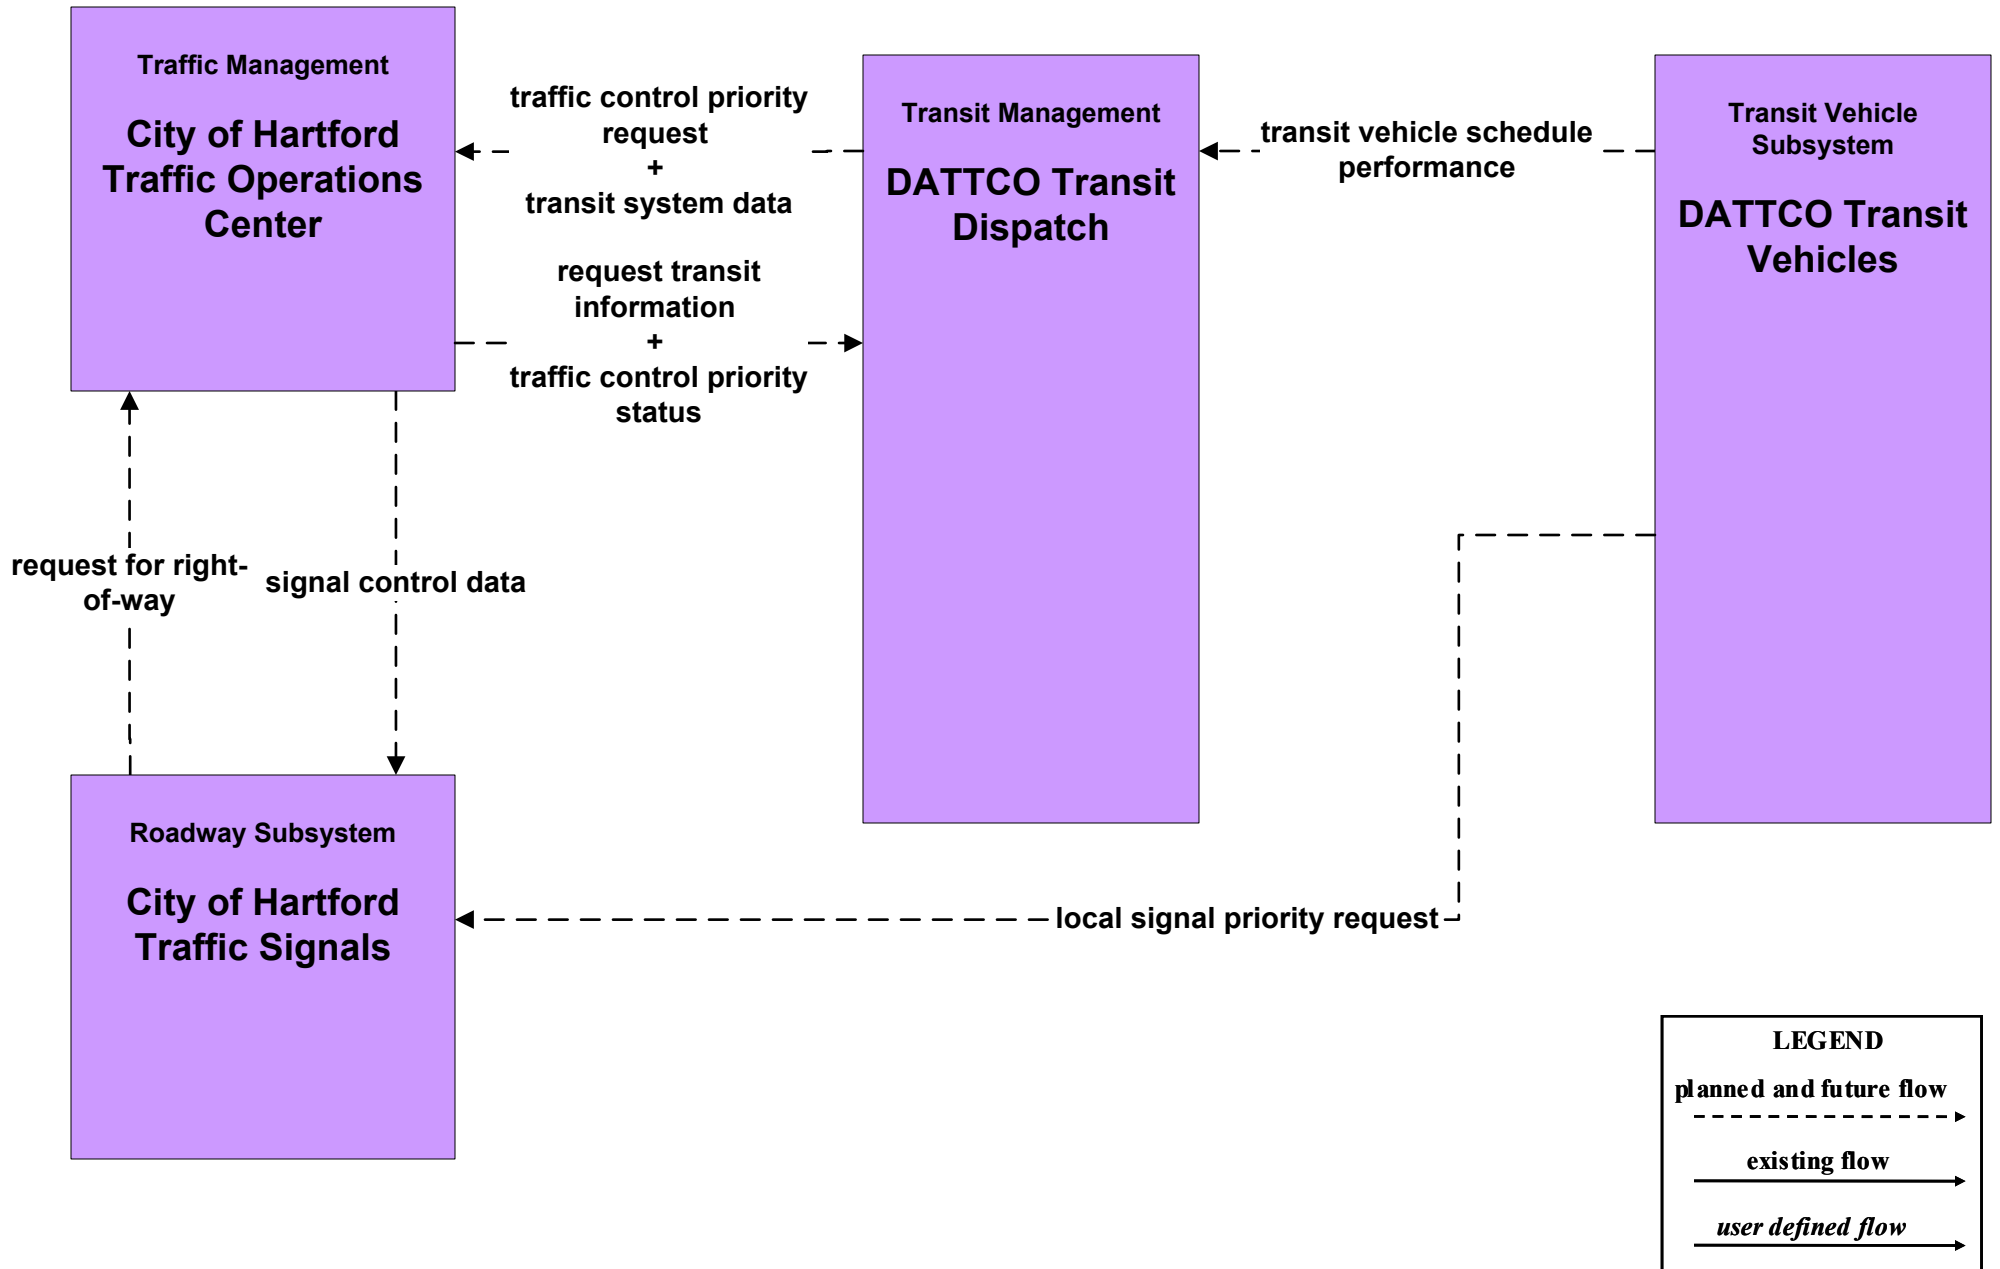 Traffic Management
City of Hartford
Traffic Operations
Center
traffic control priority
request
+
transit system data
request transit
information
+
traffic control priority
status
Transit Management
DATTCO Transit
Dispatch
transit vehicle schedule
performance
Transit Vehicle
Subsystem
DATTCO Transit
Vehicles
request for right-
of-way
signal control data
Roadway Subsystem
City of Hartford
Traffic Signals
local signal priority request
LEGEND
planned and future flow
existing flow
user defined flow